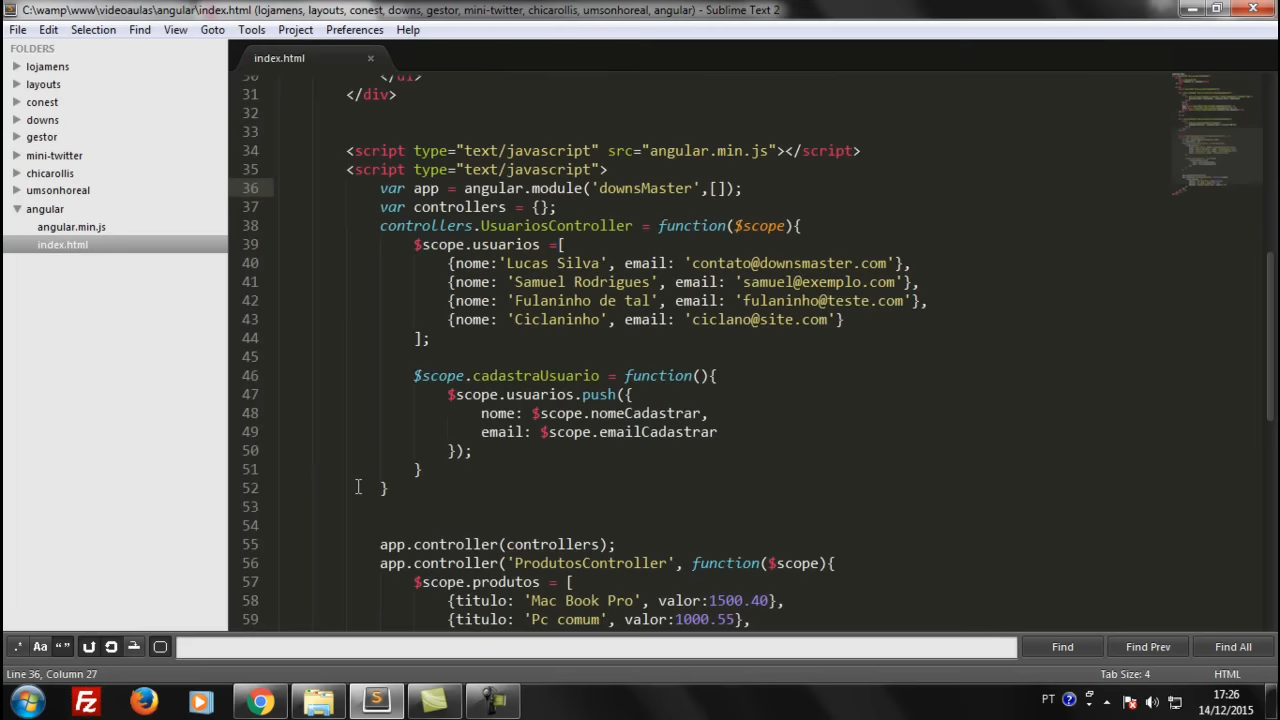 C:\wamp\www\videoaulas\angular\index.html (lojamens, layouts, conest, downs, gestor, mini-twitter, chicarollis, umsonhoreal, angular) - Sublime Text 2
File Edit Selection Find View Goto Tools Project Preferences Help
FOLDERS
lojamens
layouts
conest
downs
gestor
mini-twitter
chicarollis
umsonhoreal
angular
angular.min.js
index.html
index.html
30 </ul>
31 </div>
32
33
34 <script type="text/javascript" src="angular.min.js"></script>
35 <script type="text/javascript">
36 var app = angular.module('downsMaster',[]);
37 var controllers = {};
38 controllers.UsuariosController = function($scope){
39 $scope.usuarios =[
40 {nome:'Lucas Silva', email: 'contato@downsmaster.com'},
41 {nome: 'Samuel Rodrigues', email: 'samuel@exemplo.com'},
42 {nome: 'Fulaninho de tal', email: 'fulaninho@teste.com'},
43 {nome: 'Ciclaninho', email: 'ciclano@site.com'}
44 ];
45
46 $scope.cadastraUsuario = function(){
47 $scope.usuarios.push({
48 nome: $scope.nomeCadastrar,
49 email: $scope.emailCadastrar
50 });
51 }
52 }
53
54
55 app.controller(controllers);
56 app.controller('ProdutosController', function($scope){
57 $scope.produtos = [
58 {titulo: 'Mac Book Pro', valor:1500.40},
59 {titulo: 'Pc comum', valor:1000.55},
.* Aa “ ” Find Find Prev Find All
Line 36, Column 27 Tab Size: 4 HTML
PT 17:26
14/12/2015